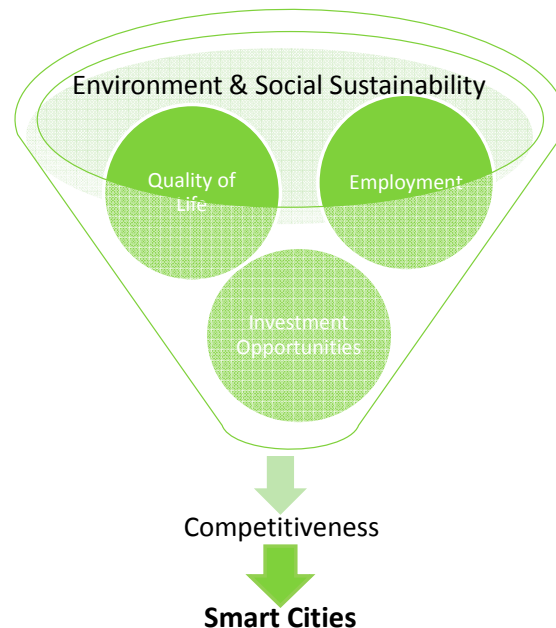 Environment & Social Sustainability
Quality of
Life
Employment
Investment
Opportunities
Competitiveness
Smart Cities